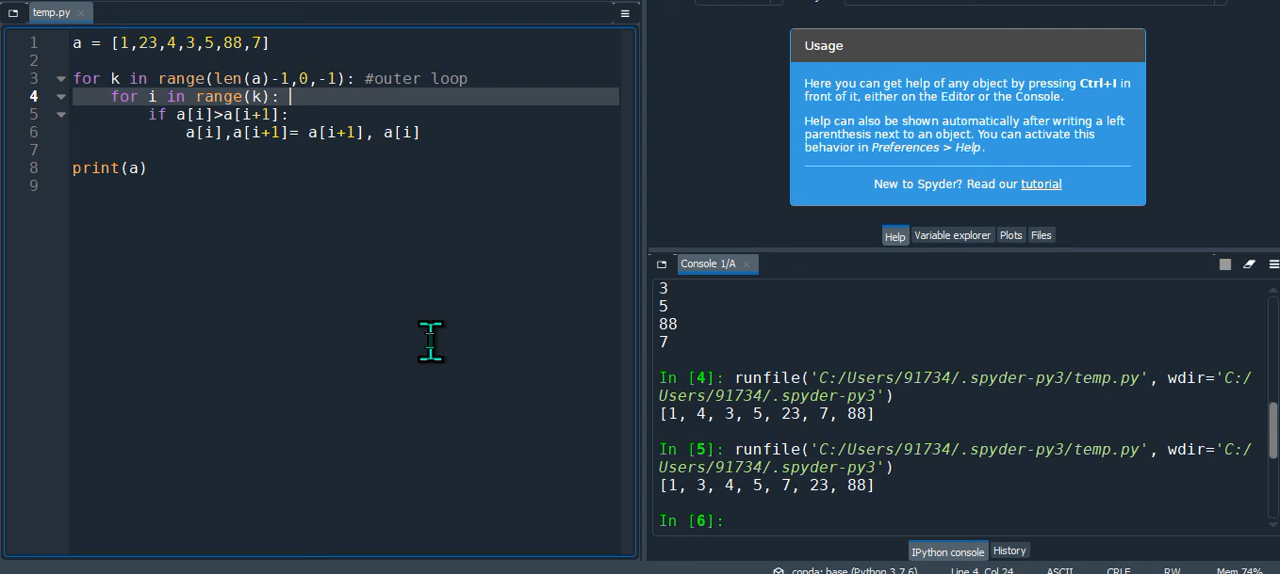 temp.py
1 a = [1,23,4,3,5,88,7]
2
3 for k in range(len(a)-1,0,-1): #outer loop
4 for i in range(k):
5 if a[i]>a[i+1]:
6 a[i],a[i+1]= a[i+1], a[i]
7
8 print(a)
9
Usage
Here you can get help of any object by pressing Ctrl+I in
front of it, either on the Editor or the Console.
Help can also be shown automatically after writing a left
parenthesis next to an object. You can activate this
behavior in Preferences > Help.
New to Spyder? Read our tutorial
Help Variable explorer Plots Files
Console 1/A
3
5
88
7
In [4]: runfile('C:/Users/91734/.spyder-py3/temp.py', wdir='C:/
Users/91734/.spyder-py3')
[1, 4, 3, 5, 23, 7, 88]
In [5]: runfile('C:/Users/91734/.spyder-py3/temp.py', wdir='C:/
Users/91734/.spyder-py3')
[1, 3, 4, 5, 7, 23, 88]
In [6]:
IPython console History
conda: base (Python 3.7.6) Line 4, Col 24 ASCII CRLF RW Mem 74%